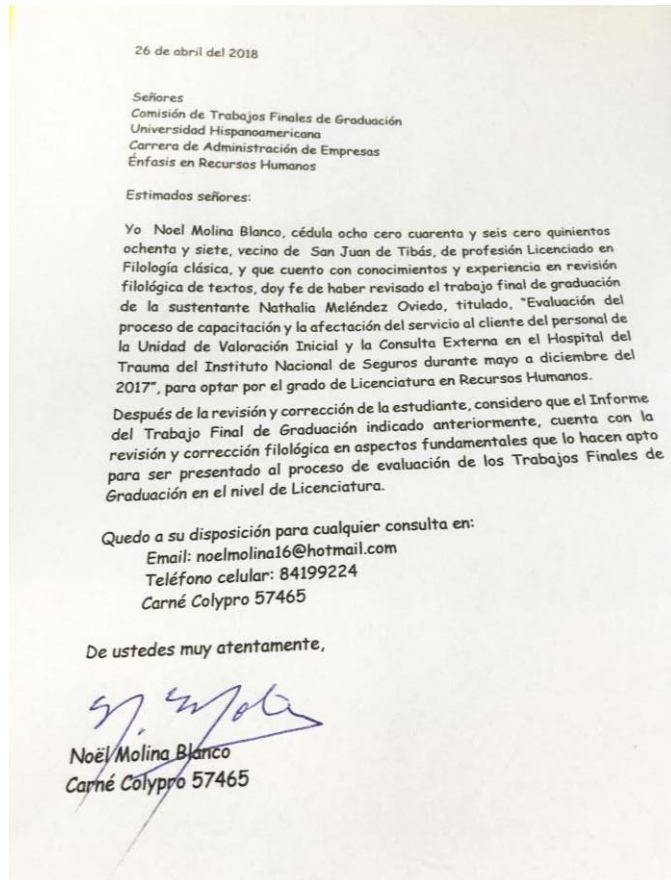 26 de abril del 2018
Señores
Comisión de Trabajos Finales de Graduación
Universidad Hispanoamericana
Carrera de Administración de Empresas
Énfasis en Recursos Humanos
Estimados señores:
Yo Noel Molina Blanco, cédula ocho cero cuarenta y seis cero quinientos
ochenta y siete, vecino de San Juan de Tibás, de profesión Licenciado en
Filología clásica, y que cuento con conocimientos y experiencia en revisión
filológica de textos, doy fe de haber revisado el trabajo final de graduación
de la sustentante Nathalia Meléndez Oviedo, titulado, "Evaluación del
proceso de capacitación y la afectación del servicio al cliente del personal de
la Unidad de Valoración Inicial y la Consulta Externa en el Hospital del
Trauma del Instituto Nacional de Seguros durante mayo a diciembre del
2017", para optar por el grado de Licenciatura en Recursos Humanos.
Después de la revisión y corrección de la estudiante, considero que el Informe
del Trabajo Final de Graduación indicado anteriormente, cuenta con la
revisión y corrección filológica en aspectos fundamentales que lo hacen apto
para ser presentado al proceso de evaluación de los Trabajos Finales de
Graduación en el nivel de Licenciatura.
Quedo a su disposición para cualquier consulta en:
Email: noelmolina16@hotmail.com
Teléfono celular: 84199224
Carné Colypro 57465
De ustedes muy atentamente,
N. Molina
Noël Molina Blanco
Carné Colypro 57465